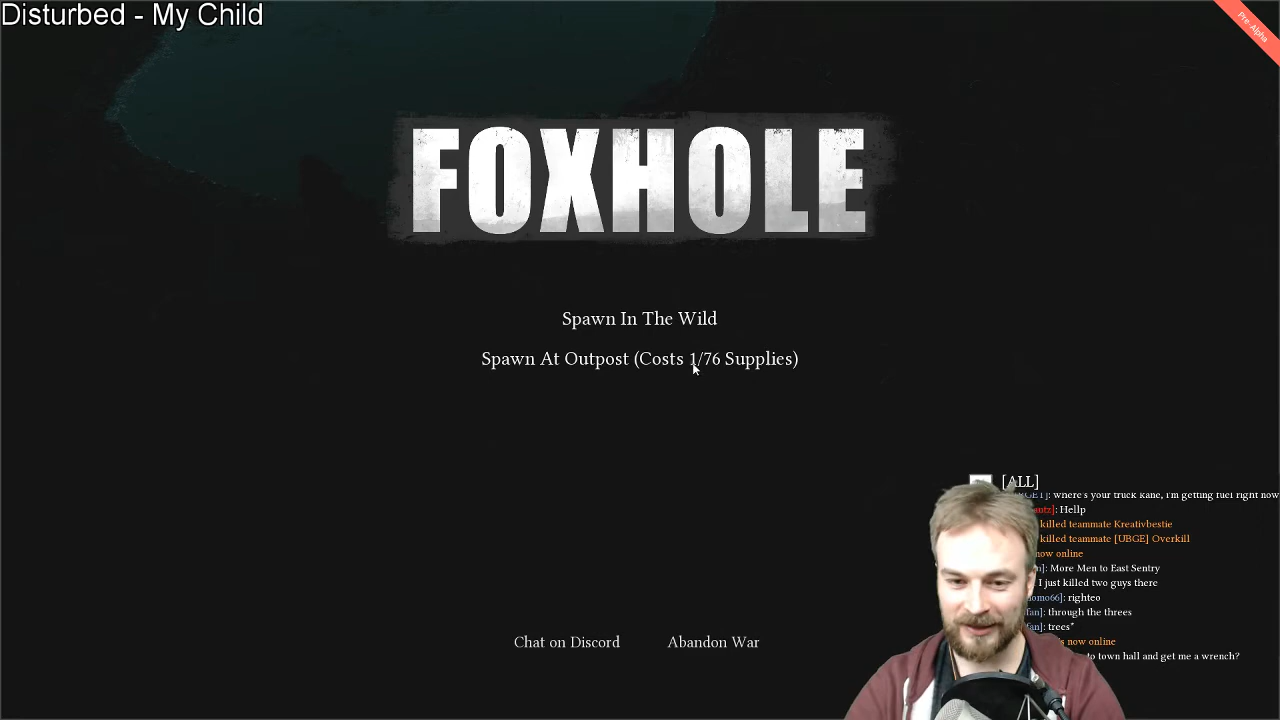 Disturbed - My Child
Pre-Alpha
FOXHOLE
Spawn In The Wild
Spawn At Outpost (Costs 1/76 Supplies)
[ALL]
where's your truck kane, i'm getting fuel right now
: Hellp
killed teammate Kreativbestie
killed teammate [UBGE] Overkill
now online
: More Men to East Sentry
I just killed two guys there
omo66]: righteo
fan]: through the threes
fan]: trees*
s now online
to town hall and get me a wrench?
Chat on Discord
Abandon War